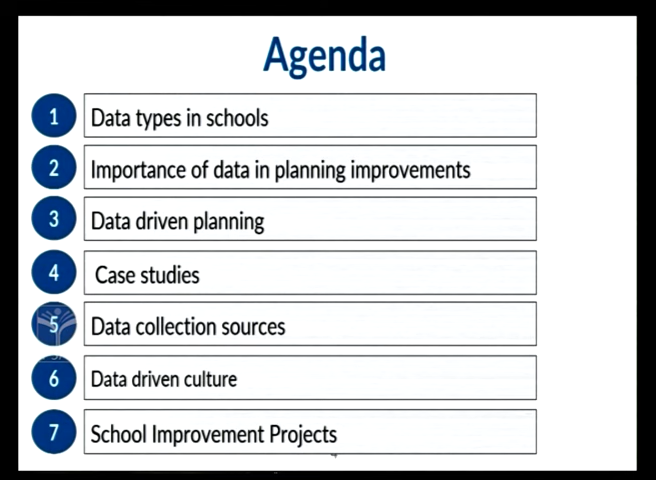 Agenda
1 Data types in schools
2 Importance of data in planning improvements
3 Data driven planning
4 Case studies
5 Data collection sources
6 Data driven culture
7 School Improvement Projects